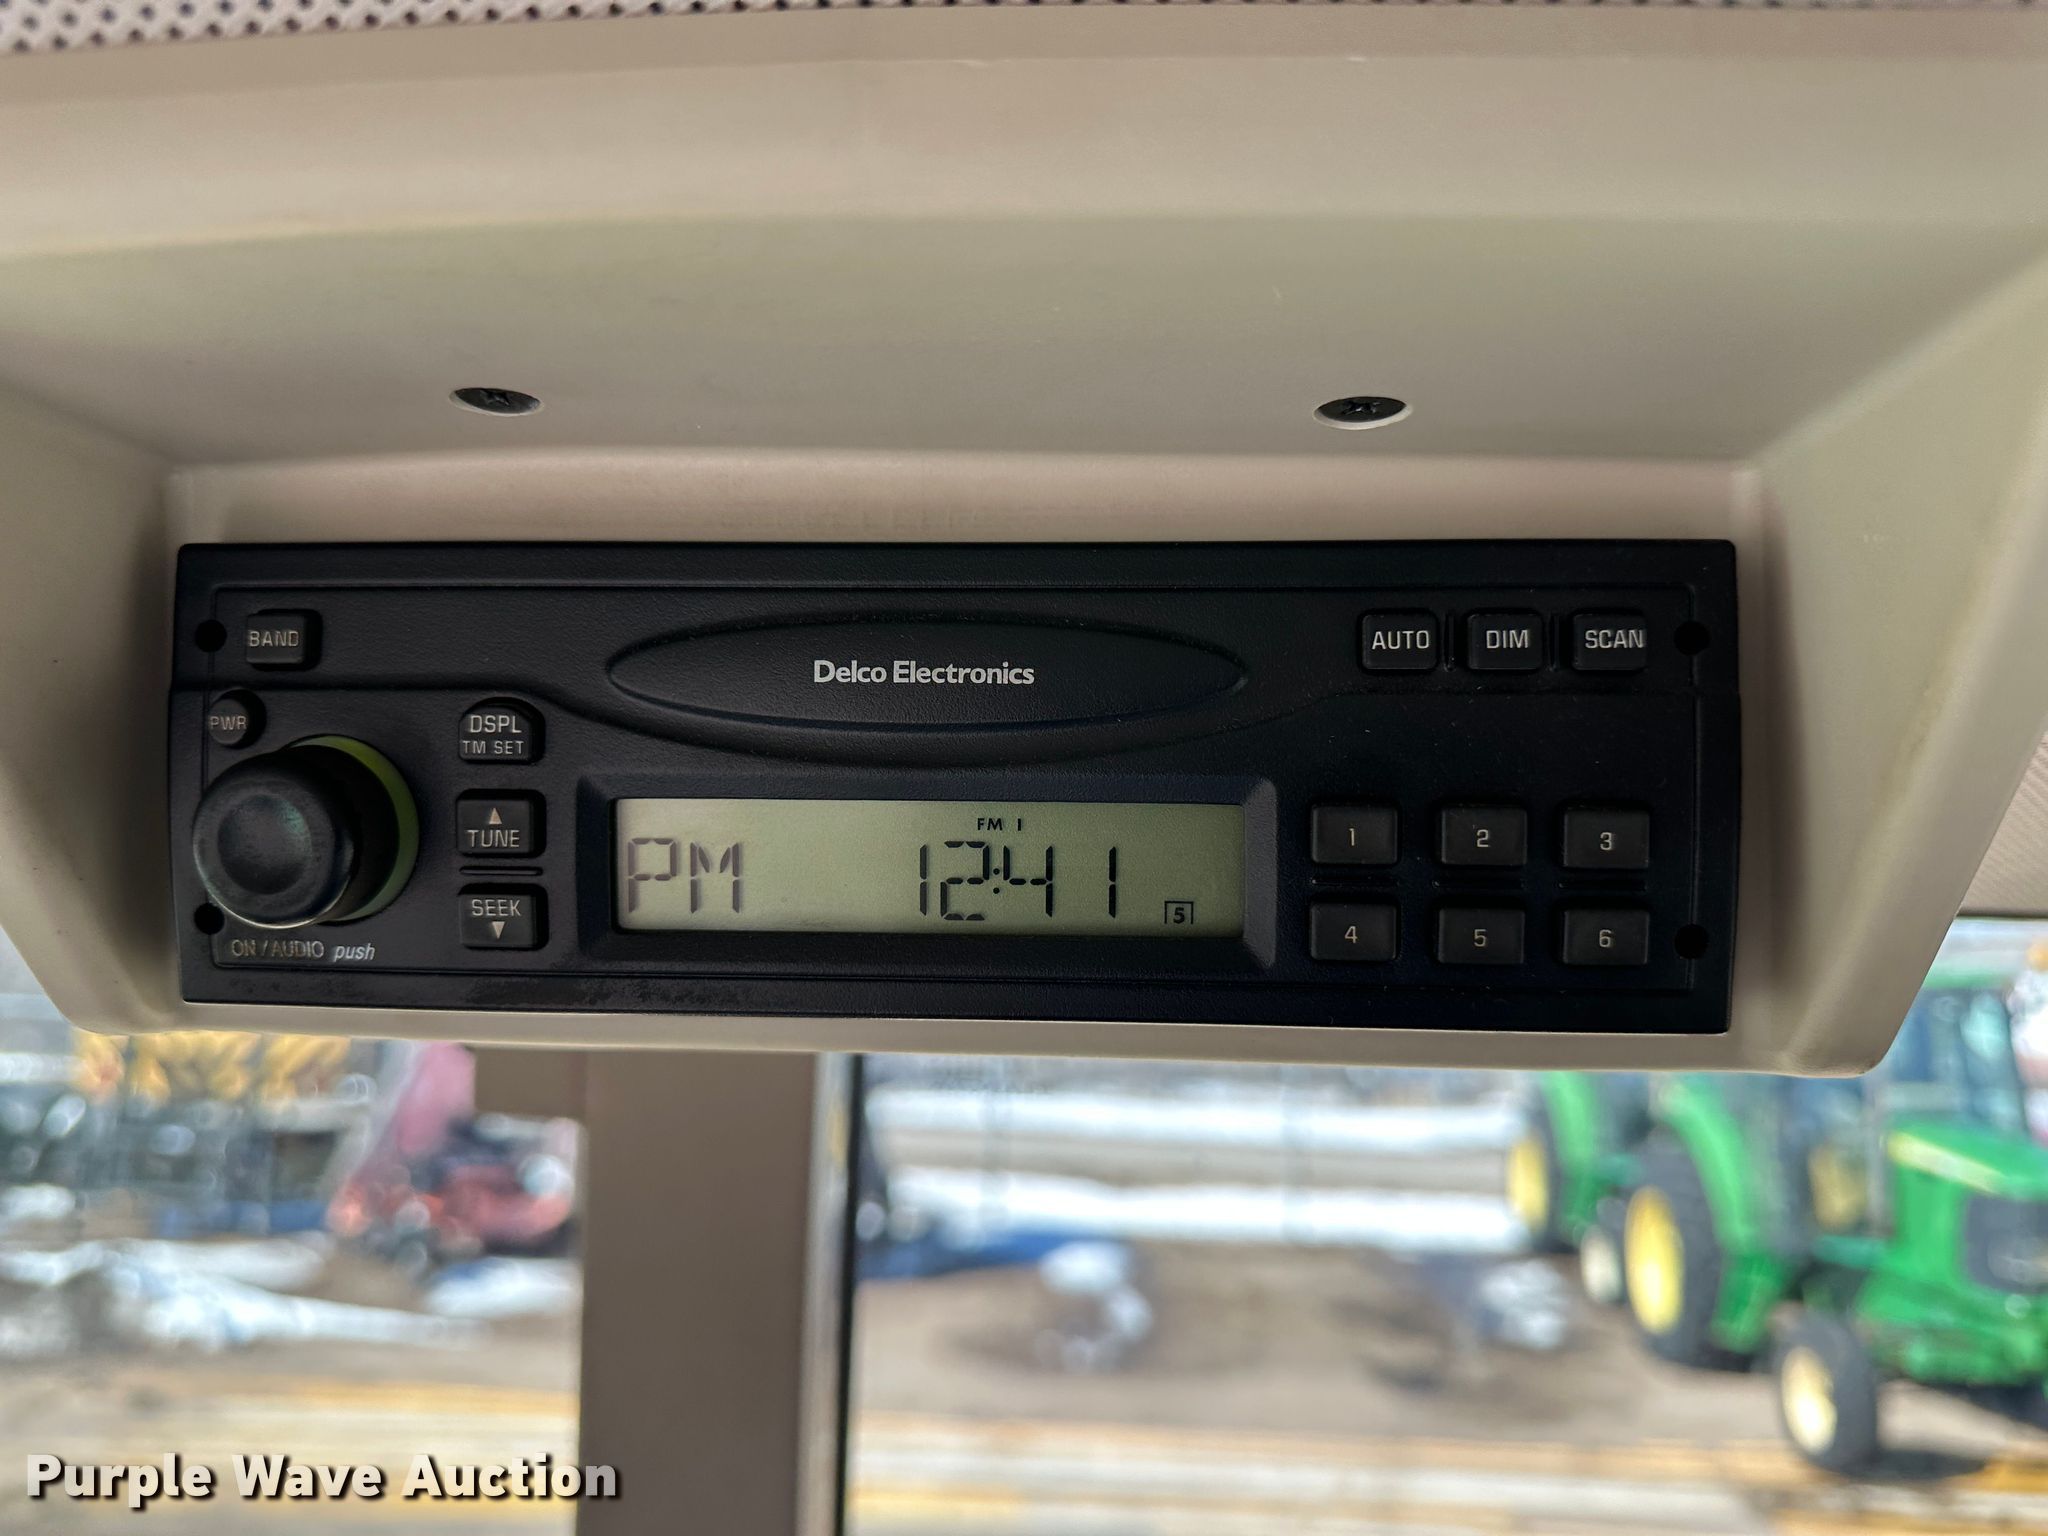 BAND
Delco Electronics
AUTO DIM SCAN
PWR
DSPL
TM SET
▲
TUNE
SEEK
▼
ON / AUDIO push
FM 1
PM 12:41
5
1 2 3
4 5 6
Purple Wave Auction